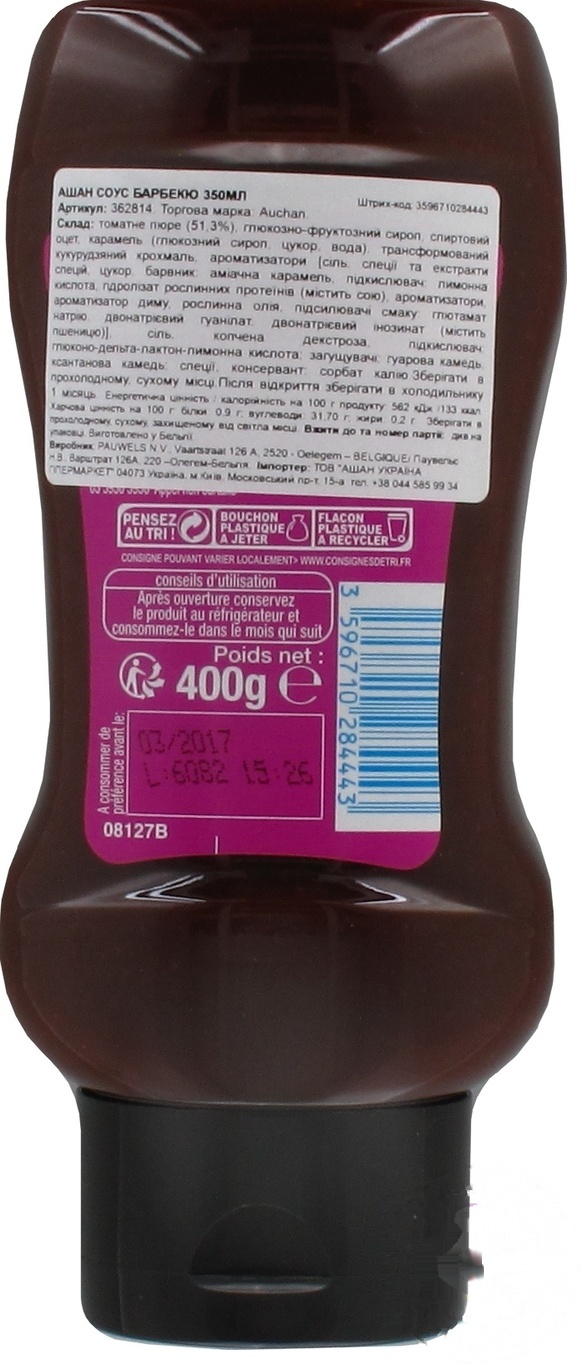 АШАН СОУС БАРБЕКЮ 350МЛ
Штрих-код: 3596710284443
Артикул: 362814. Торгова марка: Auchan.
Склад: томатне пюре (51,3%), глюкозно-фруктозний сироп, спиртовий
оцет, карамель (глюкозний сироп, цукор, вода), трансформований
кукурудзяний крохмаль, ароматизатори [сіль, спеції та екстракти
спецій, цукор, барвник: аміачна карамель, підкислювач: лимонна
кислота, гідролізат рослинних протеїнів (містить сою), ароматизатори,
ароматизатор диму, рослинна олія, підсилювачі смаку: глютамат
натрію, двонатрієвий гуанілат, двонатрієвий інозинат (містить
пшеницю)], сіль, копчена декстроза, підкислювач:
глюконо-дельта-лактон-лимонна кислота; загущувачі: гуарова камедь,
ксантанова камедь; спеції, консервант: сорбат калію.Зберігати в
прохолодному, сухому місці.Після відкриття зберігати в холодильнику
1 місяць. Енергетична цінність / калорійність на 100 г продукту: 562 кДж /133 ккал.
Харчова цінність на 100 г: білки: 0,9 г; вуглеводи: 31,70 г; жири: 0,2 г. Зберігати в
прохолодному, сухому, захищеному від світла місці. Вжити до та номер партії: див на
упаковці. Виготовлено у Бельгії.
Виробник: PAUWELS N.V., Vaartstraat 126 A, 2520 - Oelegem – BELGIQUE/ Паувельс
Н.В., Варштрат 126А, 220 –Олегем-Бельгія. Імпортер: ТОВ "АШАН УКРАЇНА
ГІПЕРМАРКЕТ" 04073 Україна, м.Київ, Московський пр-т, 15-а тел. +38 044 585 99 34
PENSEZ
AU TRI !
BOUCHON
PLASTIQUE
À JETER
FLACON
PLASTIQUE
À RECYCLER
CONSIGNE POUVANT VARIER LOCALEMENT> WWW.CONSIGNESDETRI.FR
conseils d'utilisation
Après ouverture conservez
le produit au réfrigérateur et
consommez-le dans le mois qui suit
Poids net :
400g ℮
A consommer de
préférence avant le:
03/2017
L:6082 15:26
08127B
3 596710 284443